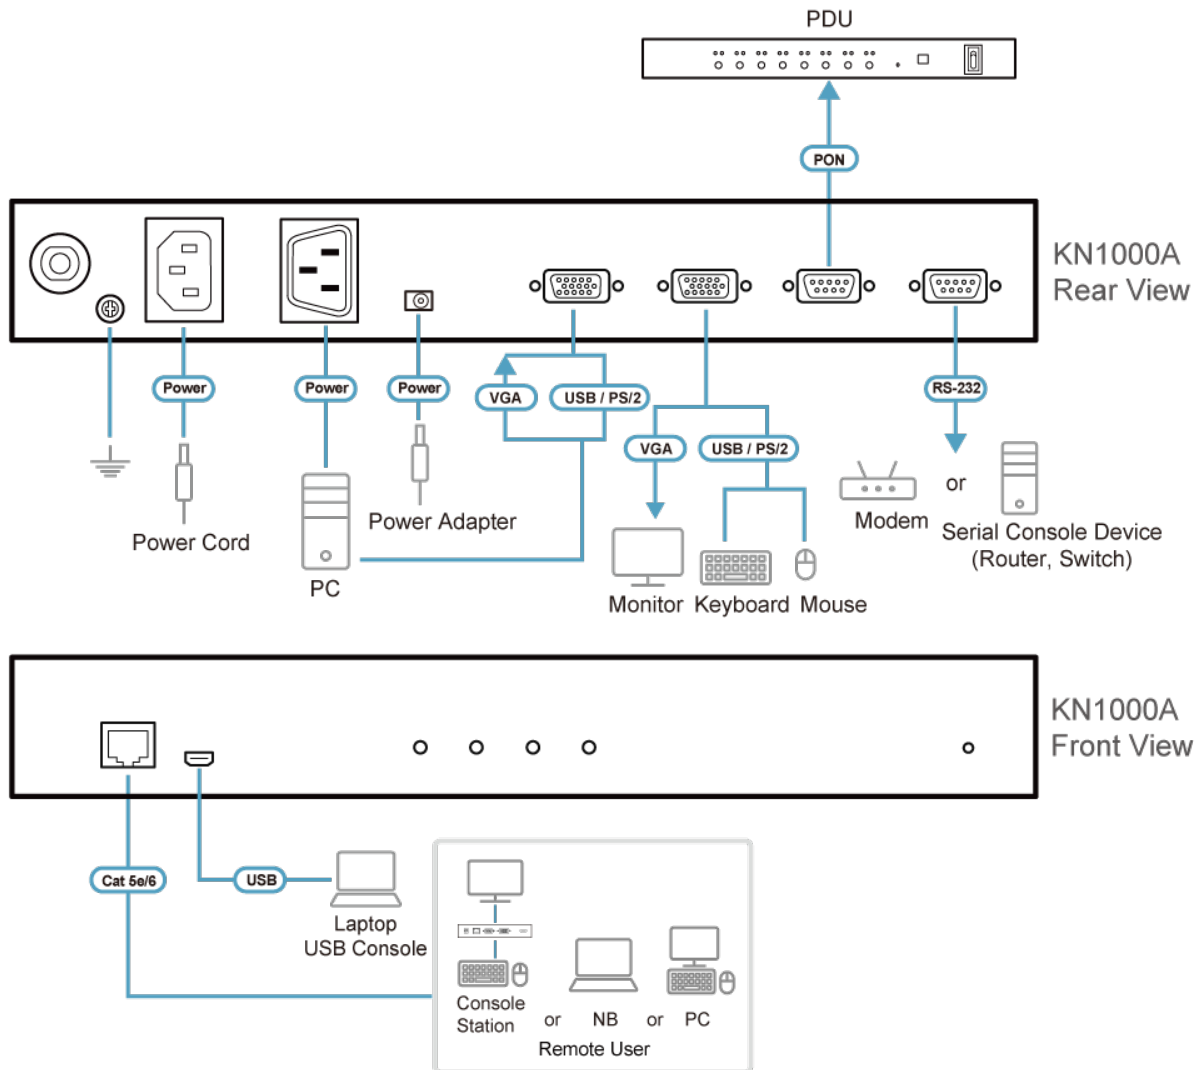 PDU
PON
KN1000A
Rear View
Power
Power
Power
VGA
USB / PS/2
RS-232
VGA
USB / PS/2
Power Cord
PC
Power Adapter
Monitor
Keyboard
Mouse
Modem
or
Serial Console Device
(Router, Switch)
KN1000A
Front View
Cat 5e/6
USB
Laptop
USB Console
Console
Station
or
NB
or
PC
Remote User